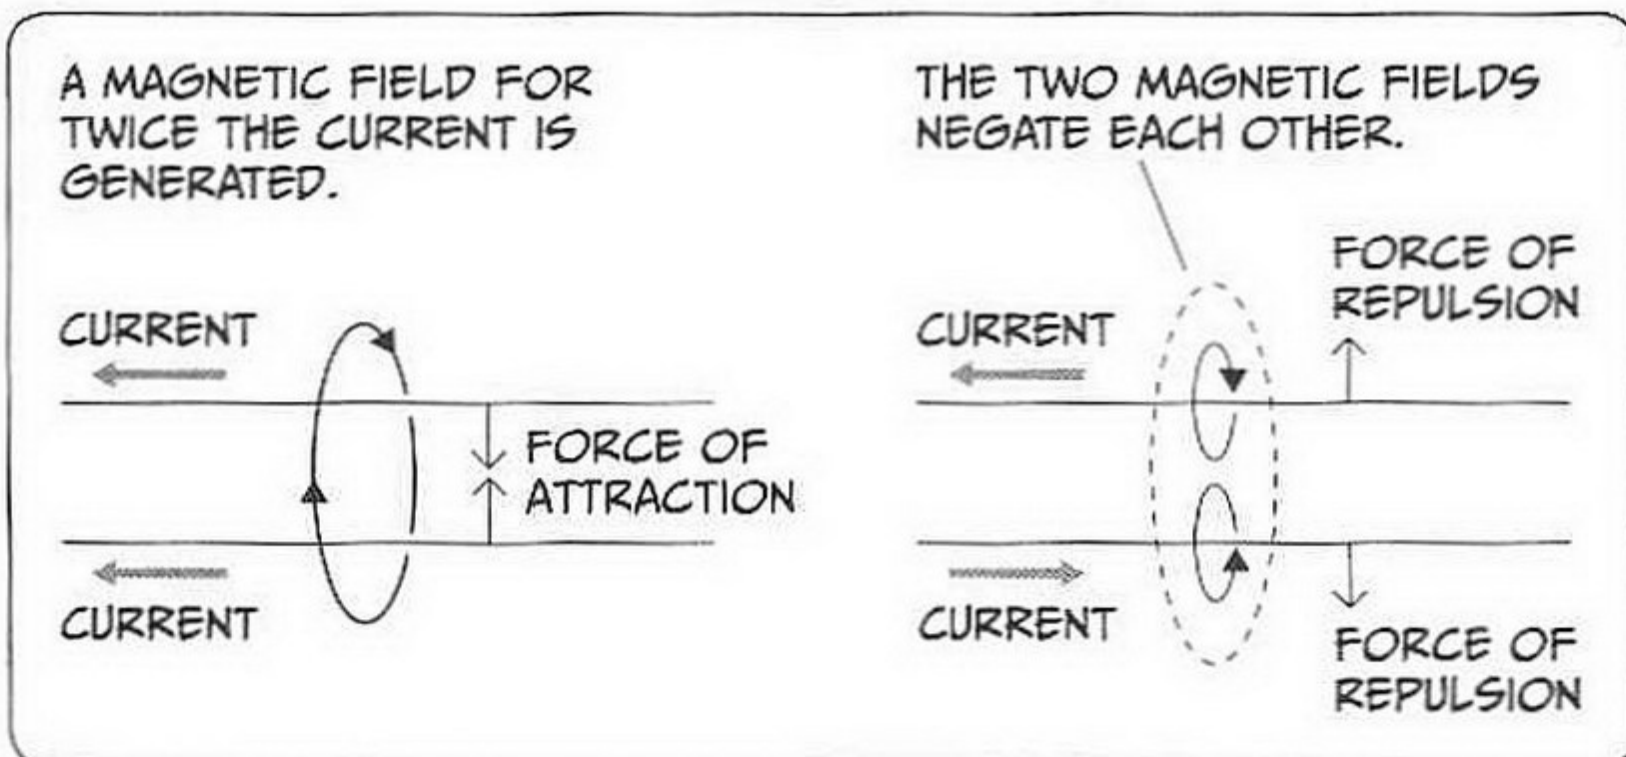 A MAGNETIC FIELD FOR
TWICE THE CURRENT IS
GENERATED.
CURRENT
FORCE OF
ATTRACTION
CURRENT
THE TWO MAGNETIC FIELDS
NEGATE EACH OTHER.
FORCE OF
REPULSION
CURRENT
CURRENT
FORCE OF
REPULSION